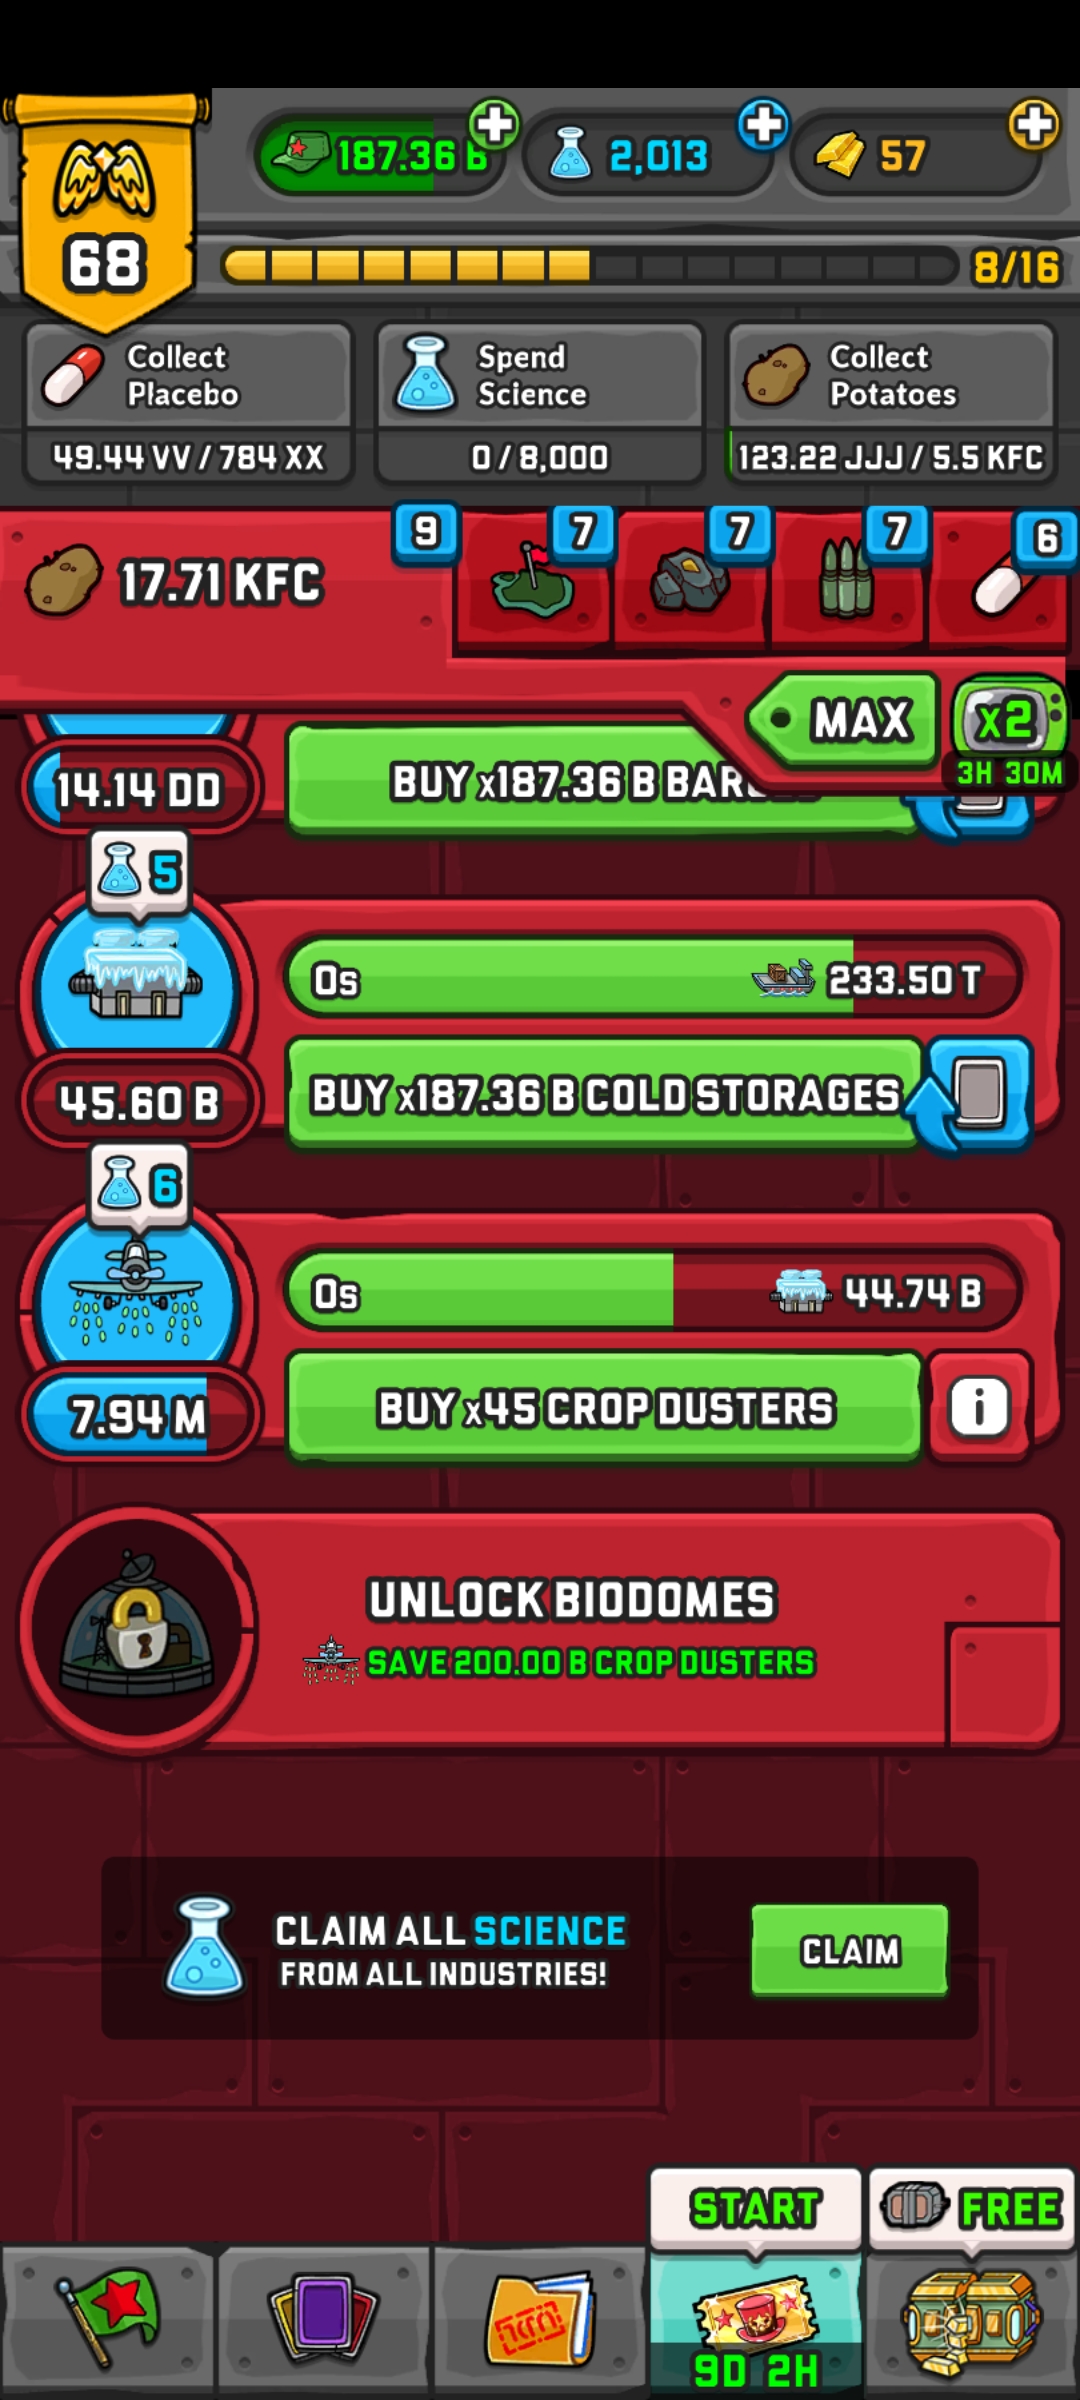 187.36 B
2,013
57
68
8/16
Collect
Placebo
49.44 VV / 784 XX
Spend
Science
0 / 8,000
Collect
Potatoes
123.22 JJJ / 5.5 KFC
17.71 KFC
9
7
7
7
6
MAX
x2
3H 30M
14.14 DD
BUY x187.36 B
5
0s
233.50 T
45.60 B
BUY x187.36 B COLD STORAGES
6
0s
44.74 B
7.94 M
BUY x45 CROP DUSTERS
i
UNLOCK BIODOMES
SAVE 200.00 B CROP DUSTERS
CLAIM ALL SCIENCE
FROM ALL INDUSTRIES!
CLAIM
START
FREE
9D 2H